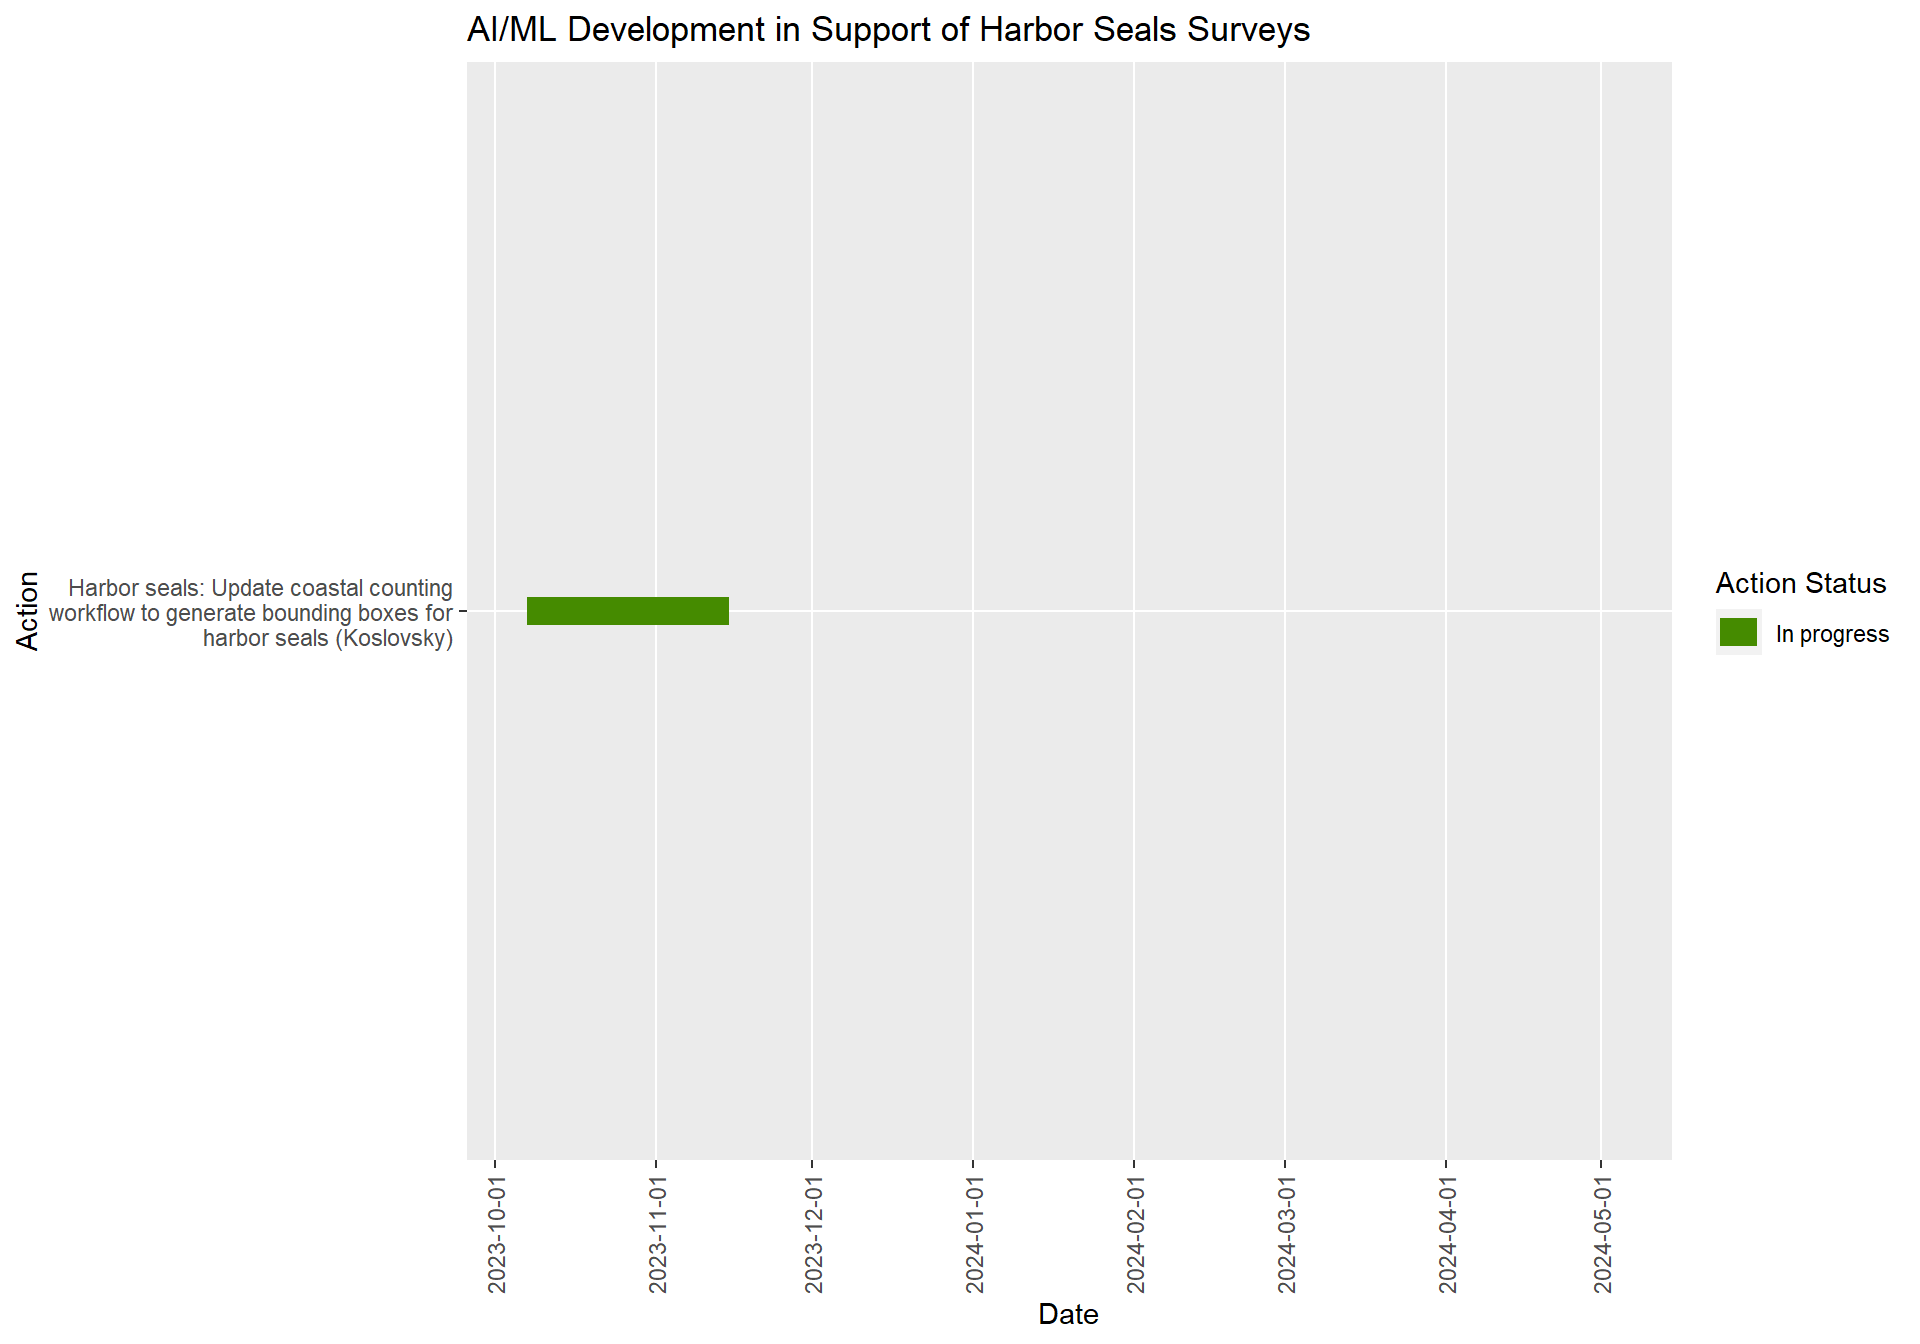 AI/ML Development in Support of Harbor Seals Surveys
Action
Harbor seals: Update coastal counting
workflow to generate bounding boxes for
harbor seals (Koslovsky)
Action Status
In progress
2023-10-01
2023-11-01
2023-12-01
2024-01-01
2024-02-01
2024-03-01
2024-04-01
2024-05-01
Date